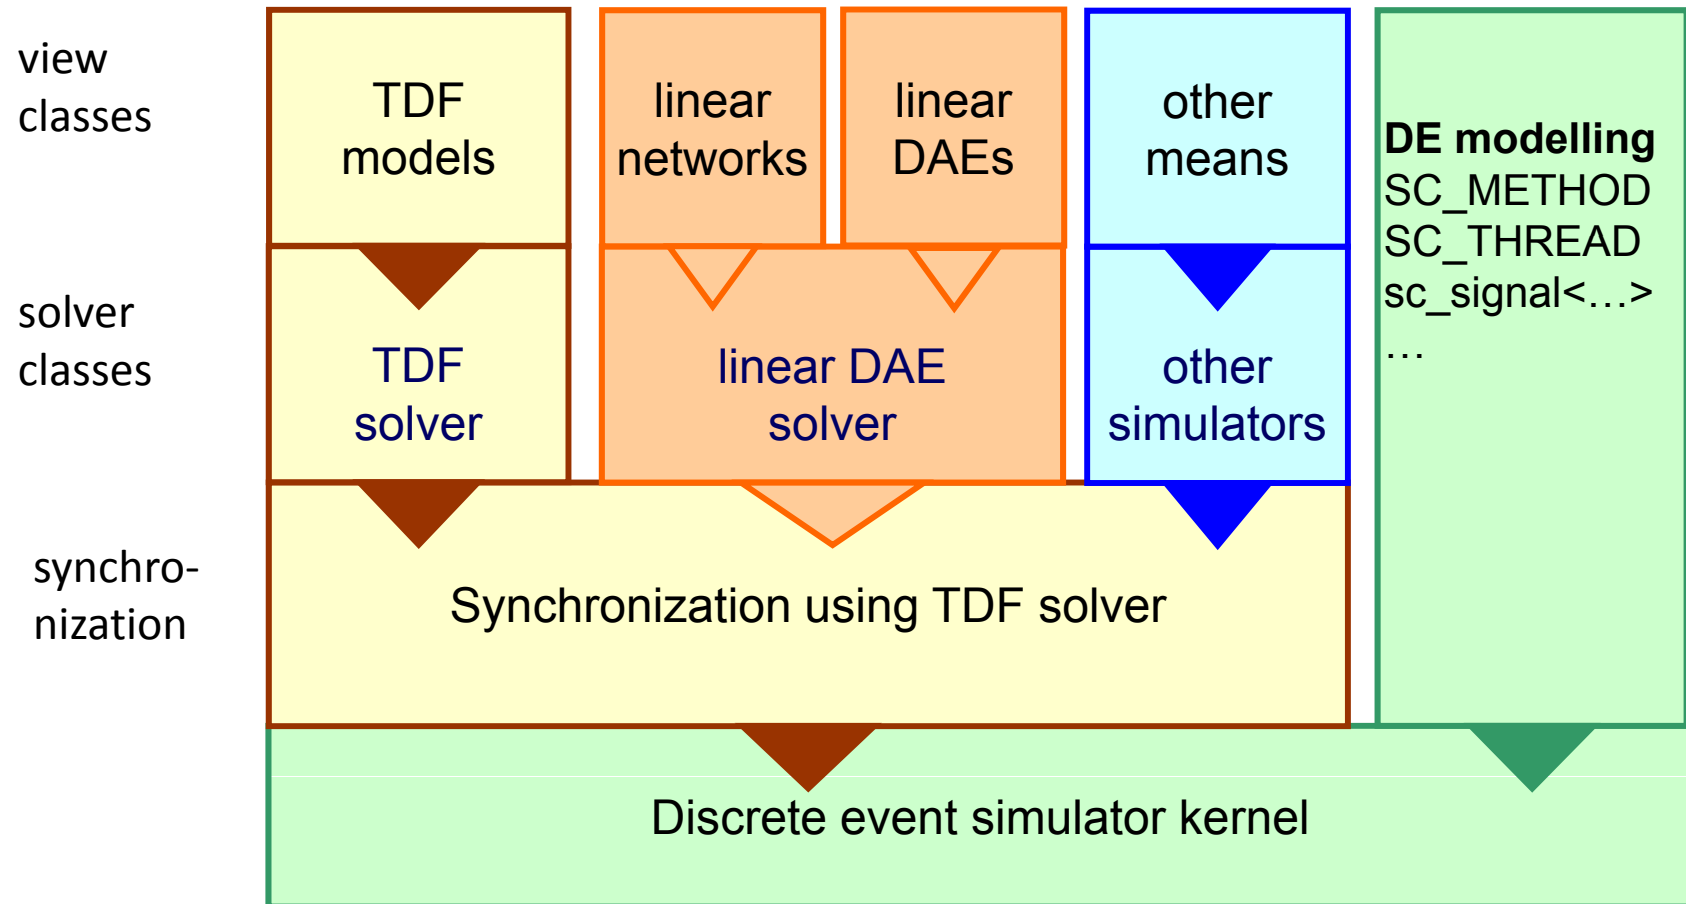 view
classes
TDF
models
linear
networks
linear
DAEs
other
means
DE modelling
SC_METHOD
SC_THREAD
sc_signal<...>
...
solver
classes
TDF
solver
linear DAE
solver
other
simulators
synchro-
nization
Synchronization using TDF solver
Discrete event simulator kernel